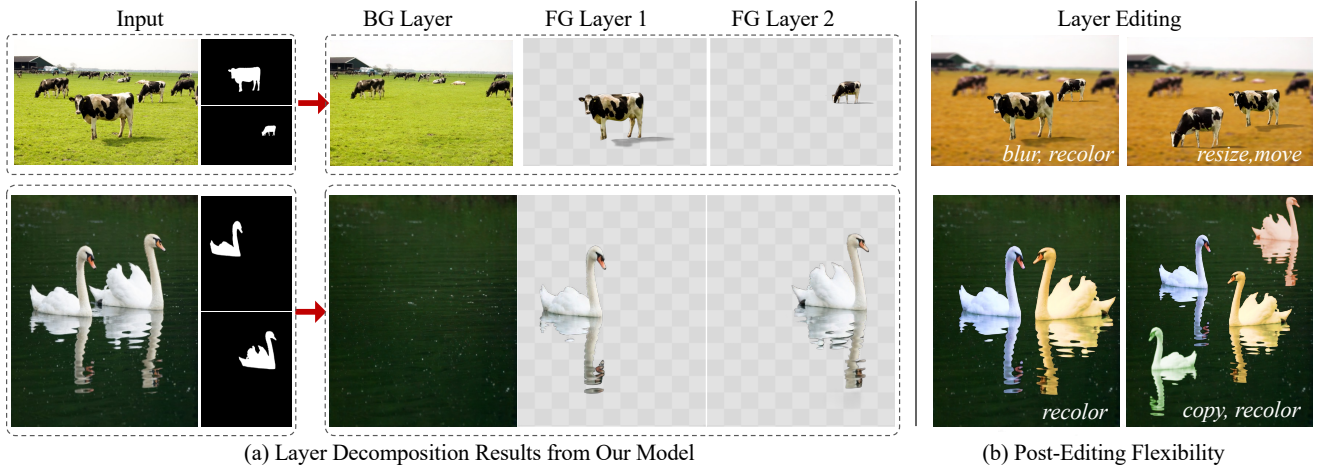 Input
BG Layer
FG Layer 1
FG Layer 2
Layer Editing
blur, recolor
resize,move
recolor
copy, recolor
(a) Layer Decomposition Results from Our Model
(b) Post-Editing Flexibility